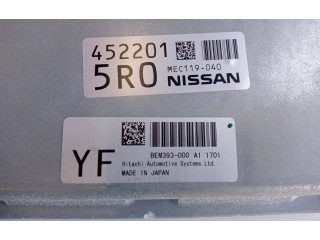 452201
5R0 MEC119-040
NISSAN
YF
BEM393-000 A1 1701
Hitachi Automotive Systems.Ltd.
MADE IN JAPAN